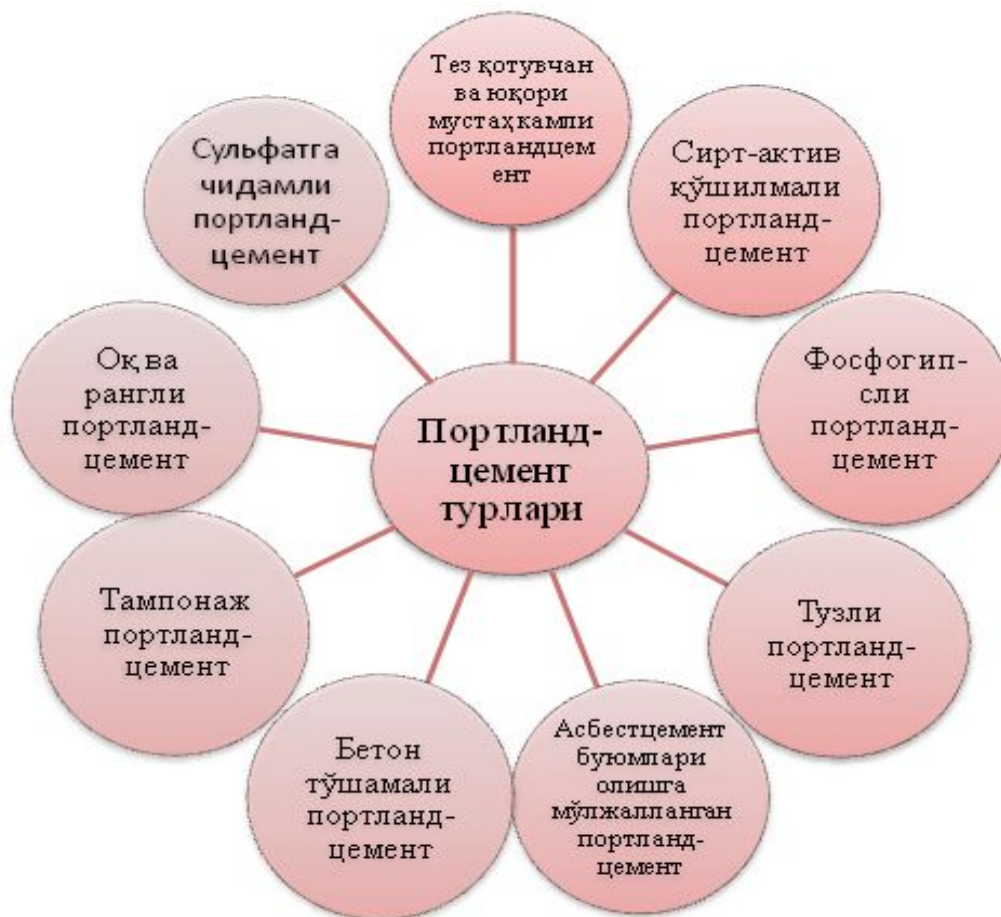 Тез қотувчан
ва юқори
мустаҳкамли
портландцем
ент
Сирт-актив
қўшилмали
портланд-
цемент
Фосфогип-
сли
портланд-
цемент
Тузли
портланд-
цемент
Асбестцемент
буюмлари
олишга
мўлжалланган
портланд-
цемент
Бетон
тўшамали
портланд-
цемент
Тампонаж
портланд-
цемент
Оқ ва
рангли
портланд-
цемент
Сульфатга
чидамли
портланд-
цемент
Портланд-
цемент
турлари